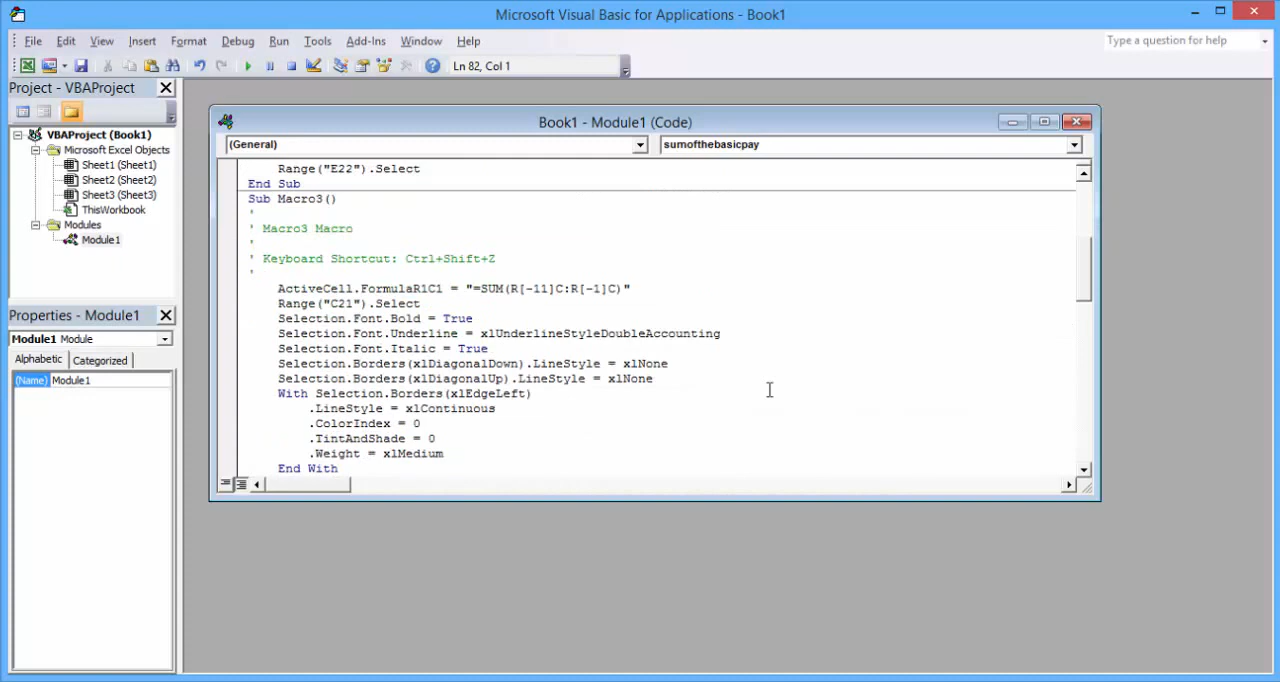 Microsoft Visual Basic for Applications - Book1
File Edit View Insert Format Debug Run Tools Add-Ins Window Help
Type a question for help
Ln 82, Col 1
Project - VBAProject
VBAProject (Book1)
Microsoft Excel Objects
Sheet1 (Sheet1)
Sheet2 (Sheet2)
Sheet3 (Sheet3)
ThisWorkbook
Modules
Module1
Properties - Module1
Module1 Module
Alphabetic Categorized
(Name) Module1
Book1 - Module1 (Code)
(General) sumofthebasicpay
Range("E22").Select
End Sub
Sub Macro3()
'
' Macro3 Macro
'
' Keyboard Shortcut: Ctrl+Shift+Z
'
ActiveCell.FormulaR1C1 = "=SUM(R[-11]C:R[-1]C)"
Range("C21").Select
Selection.Font.Bold = True
Selection.Font.Underline = xlUnderlineStyleDoubleAccounting
Selection.Font.Italic = True
Selection.Borders(xlDiagonalDown).LineStyle = xlNone
Selection.Borders(xlDiagonalUp).LineStyle = xlNone
With Selection.Borders(xlEdgeLeft)
.LineStyle = xlContinuous
.ColorIndex = 0
.TintAndShade = 0
.Weight = xlMedium
End With